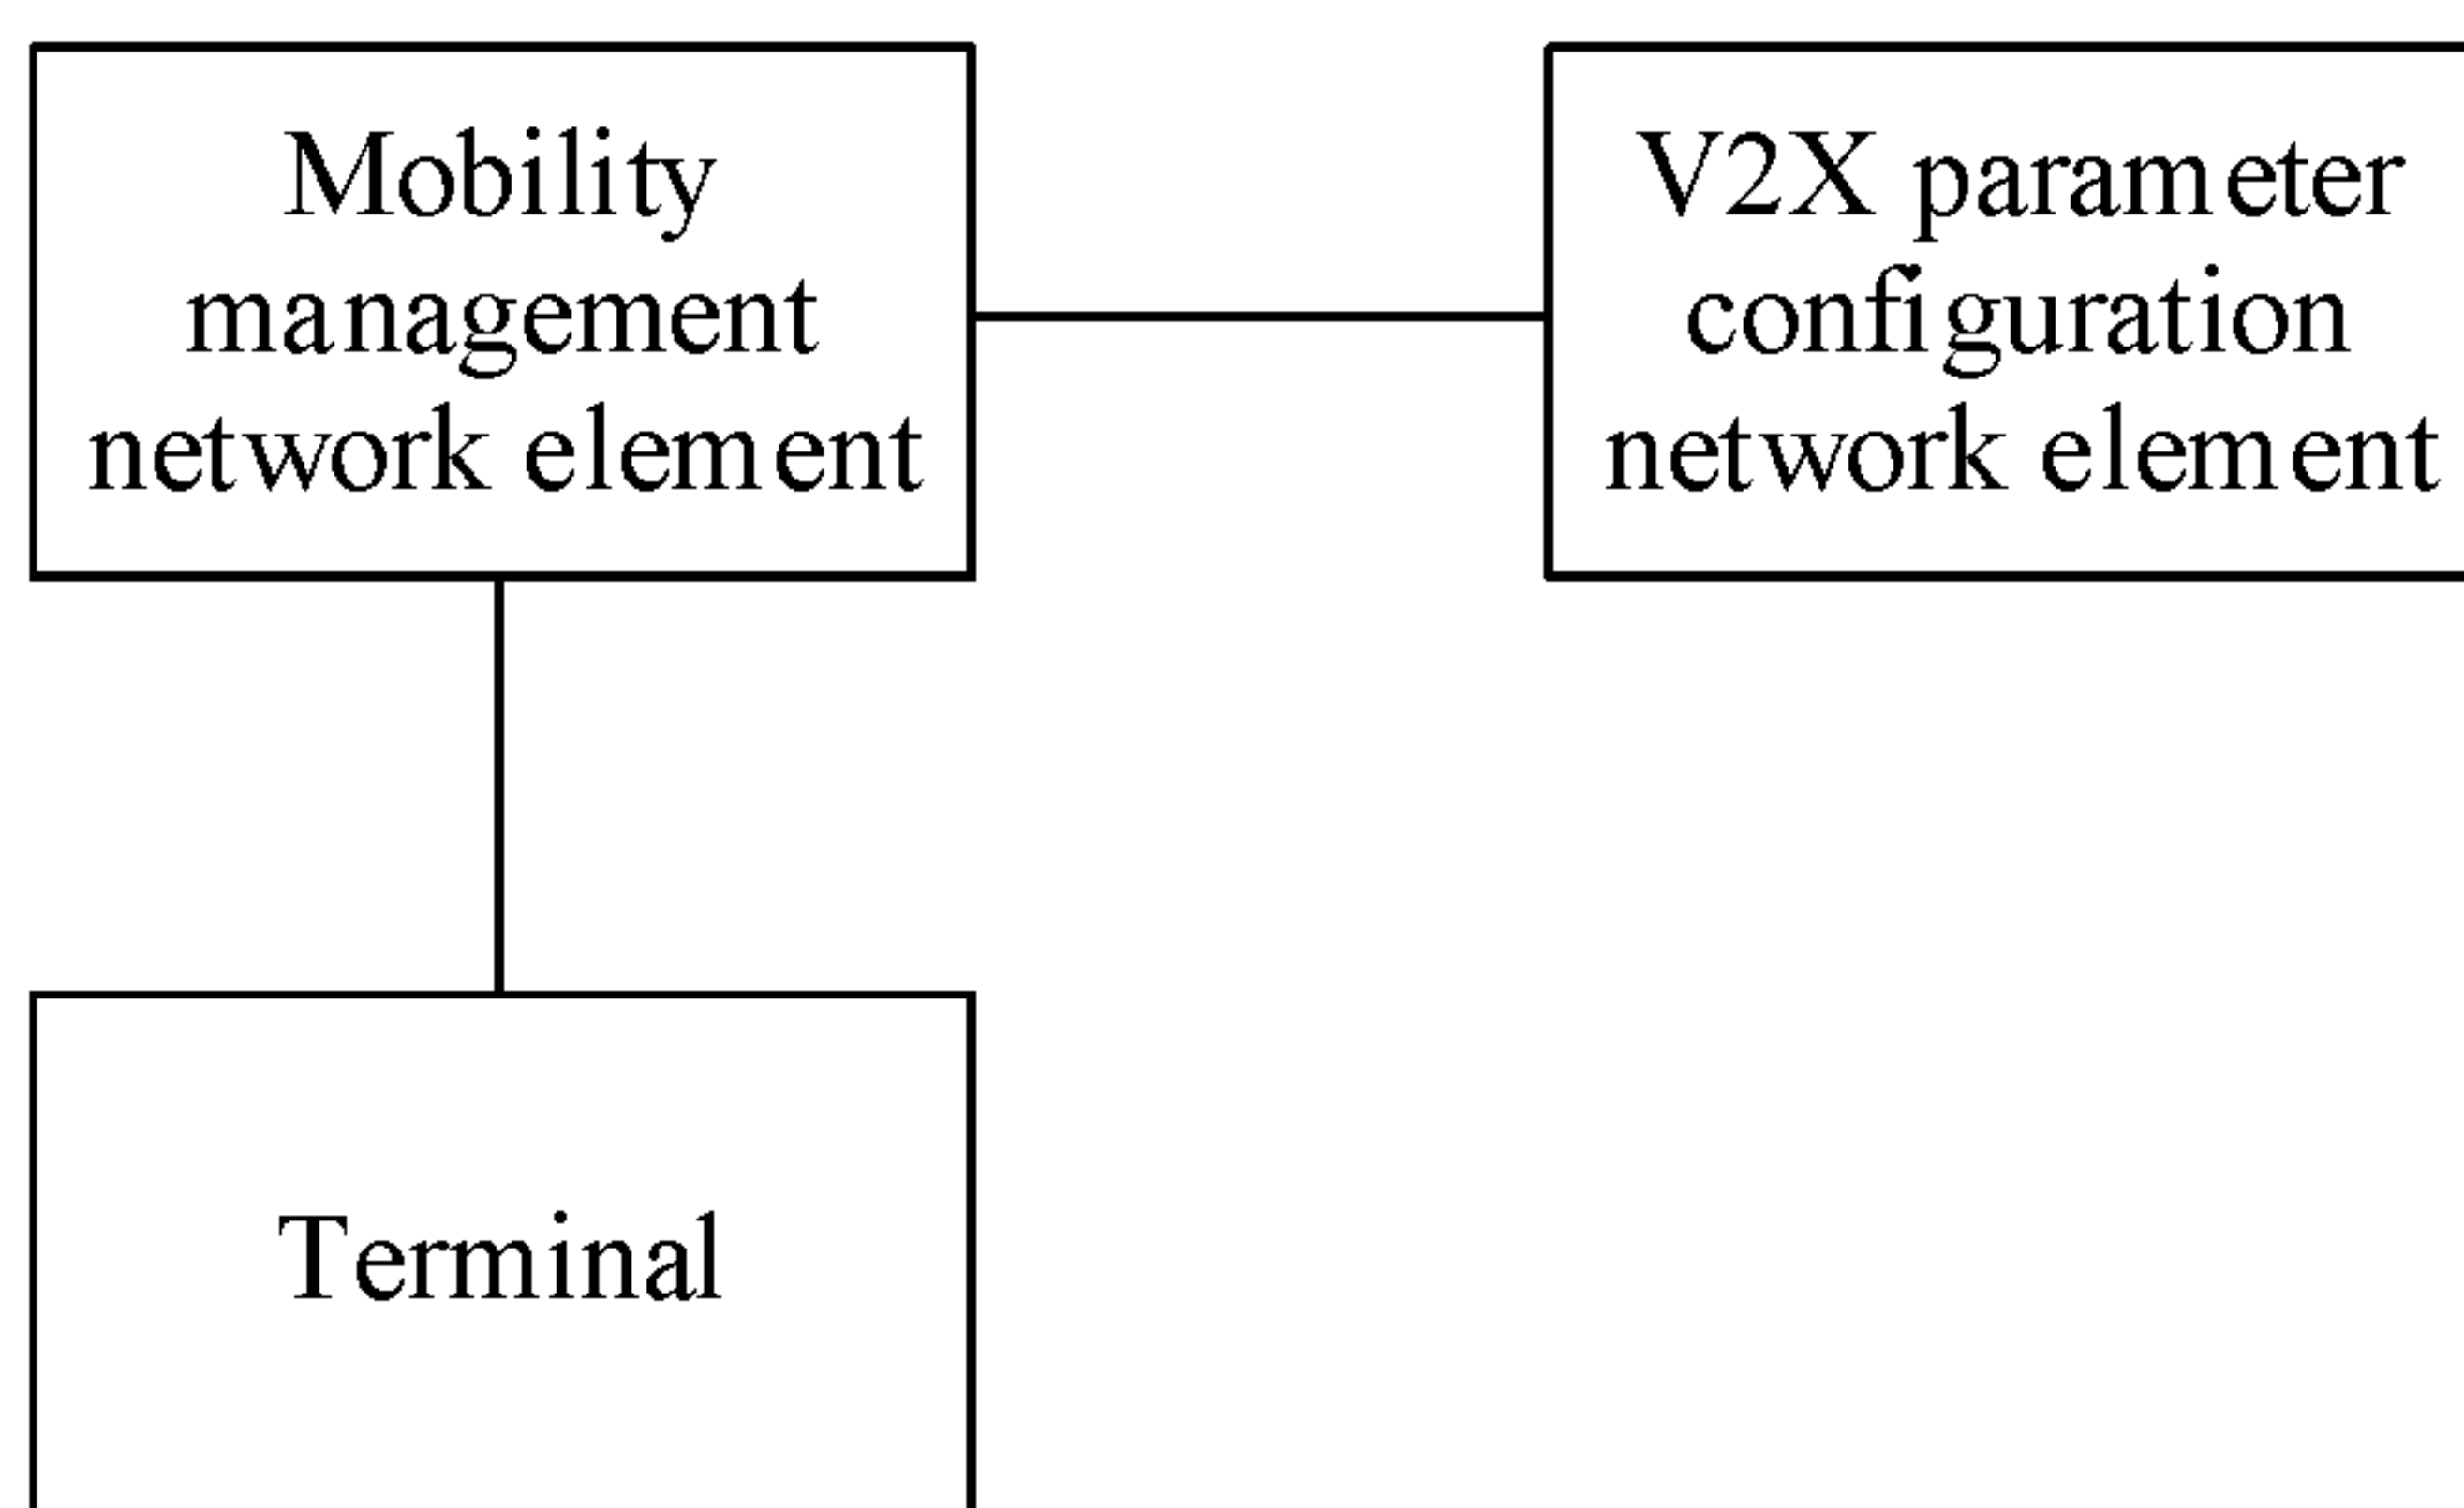 Mobility
management
network element
V2X parameter
configuration
network element
Terminal